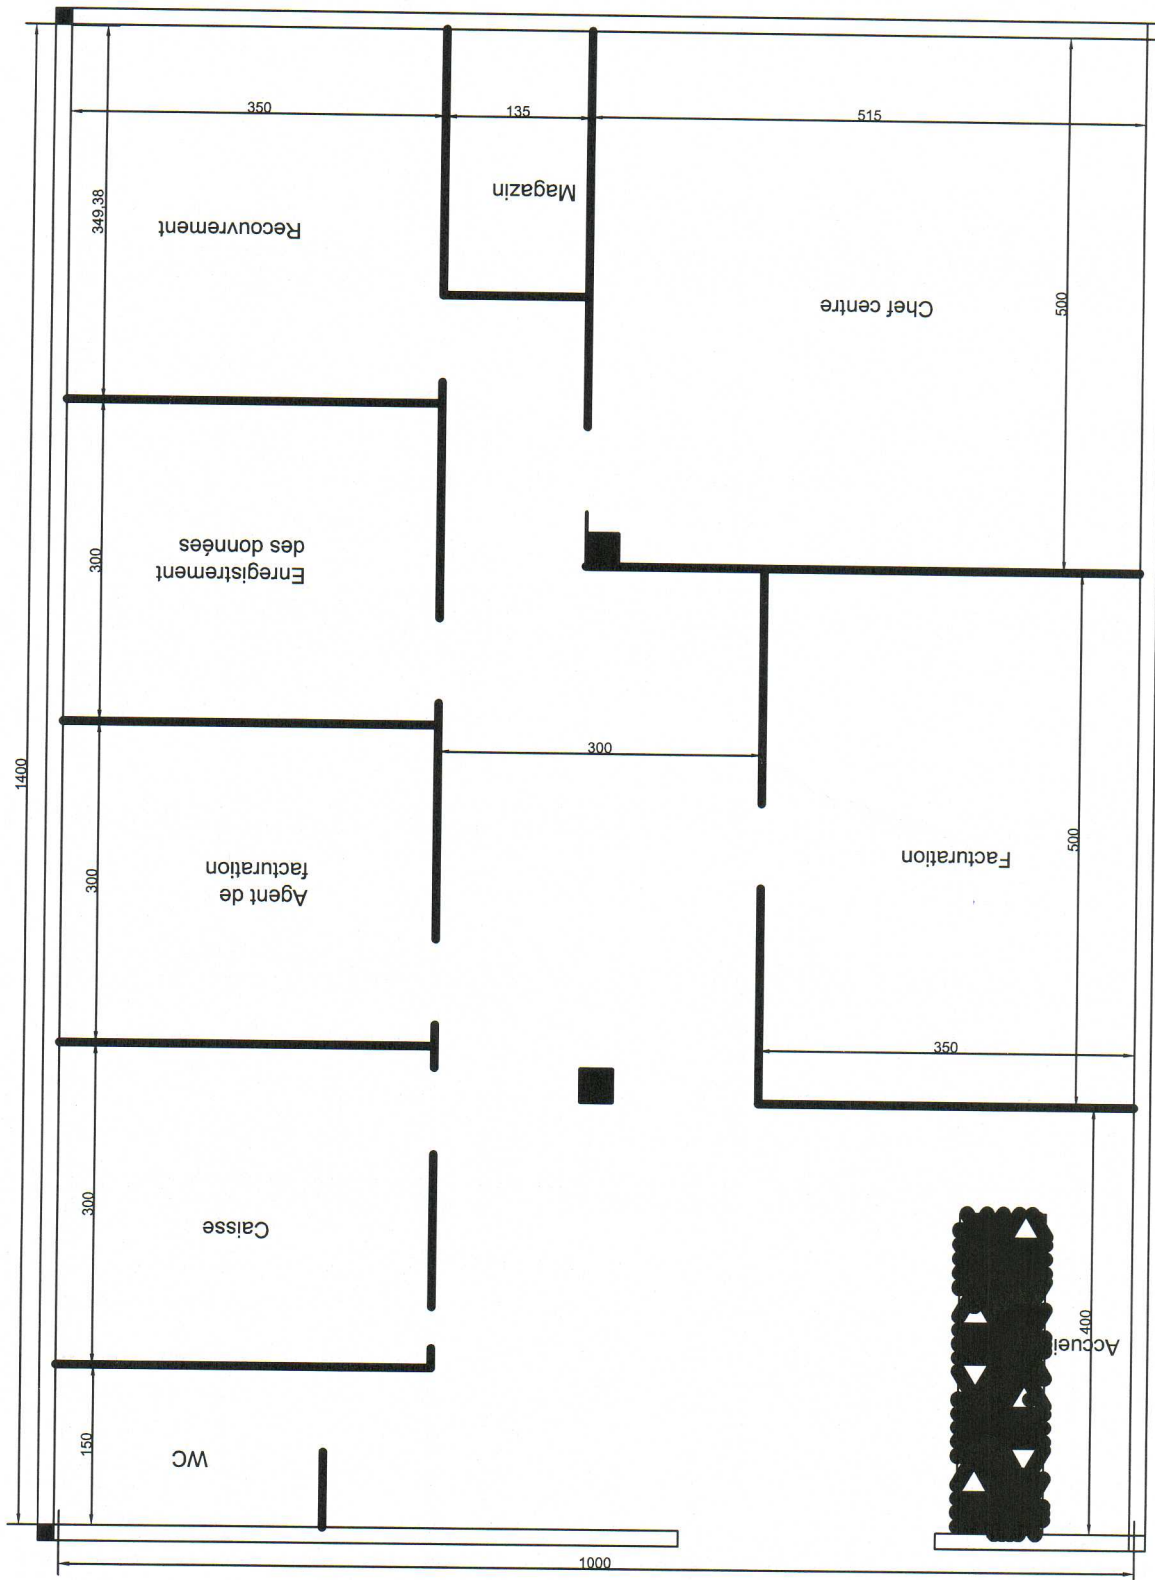 350
135
515
349,38
Magazin
Recouvrement
Chef centre
500
Enregistrement
des données
300
1400
300
Facturation
500
Agent de
facturation
300
350
Caisse
300
Accuei
400
WC
150
1000